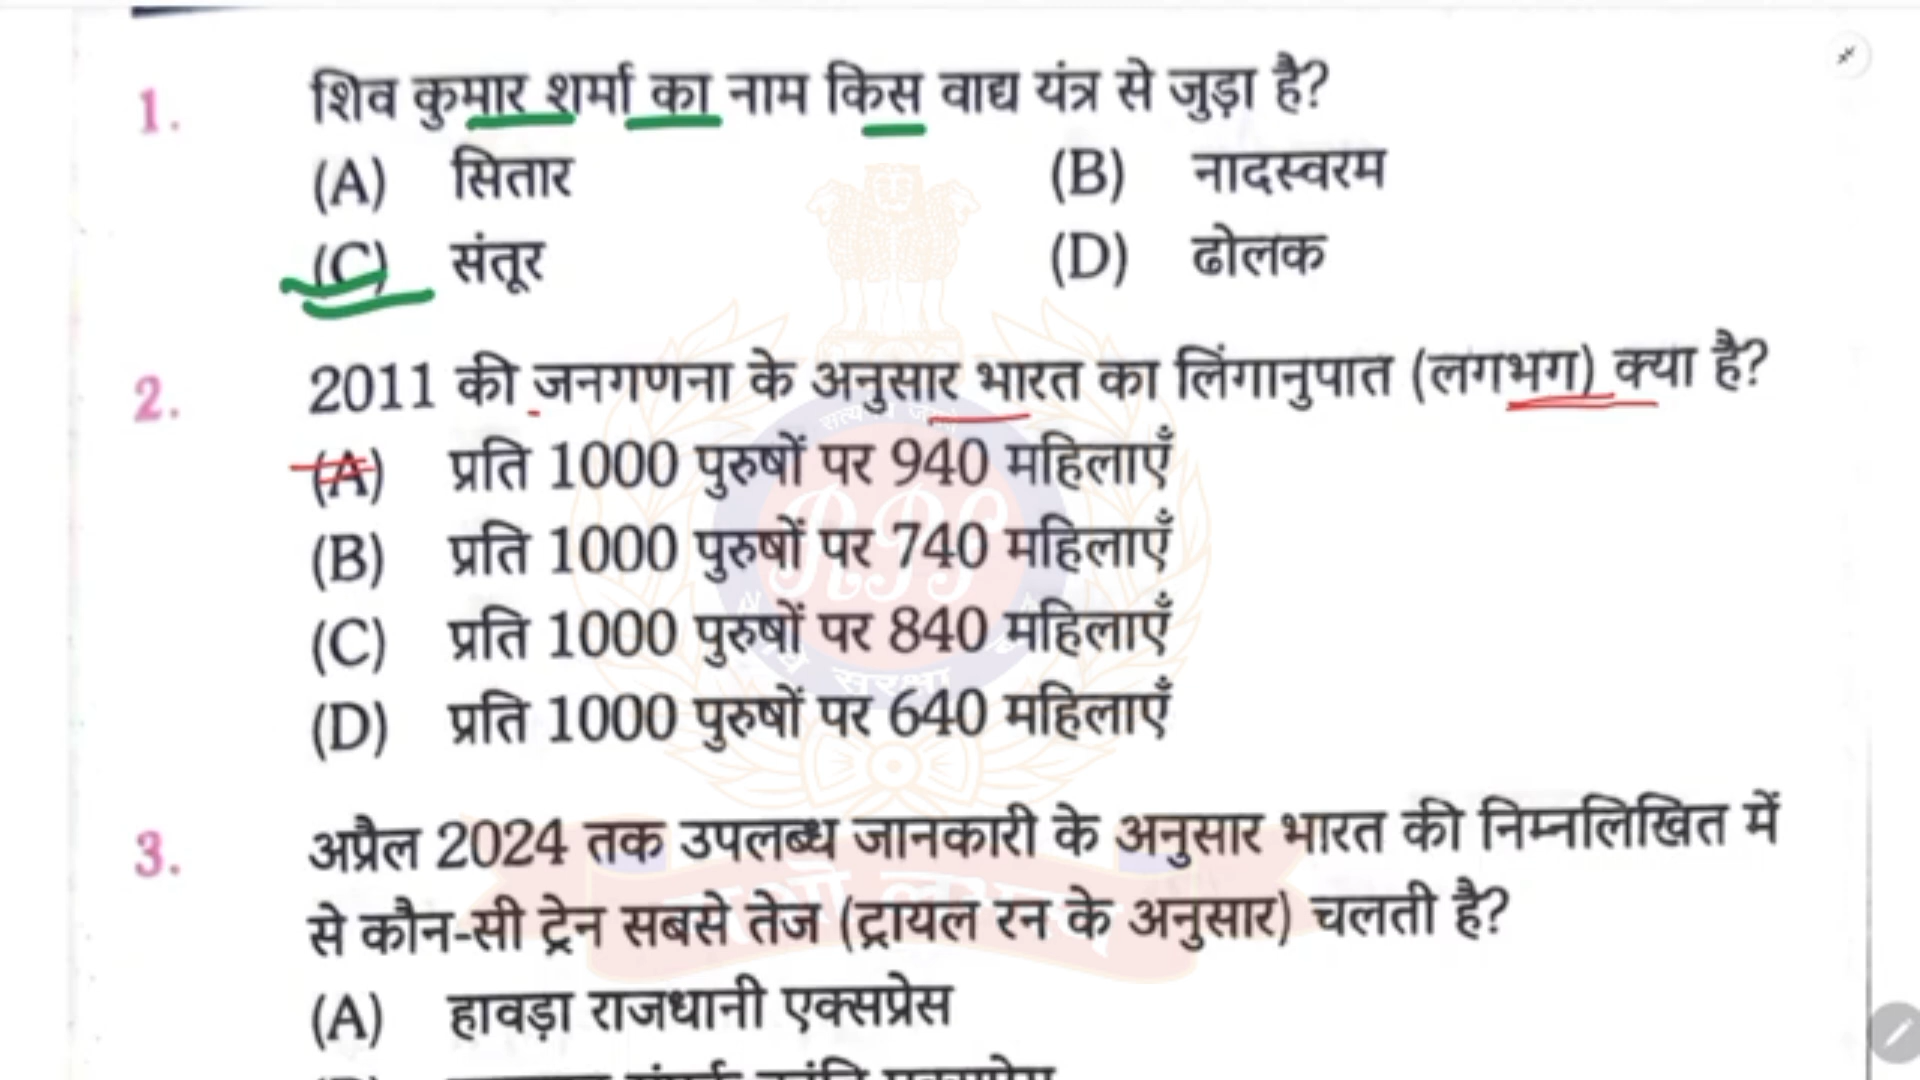 1. शिव कुमार शर्मा का नाम किस वाद्य यंत्र से जुड़ा है?
(A) सितार (B) नादस्वरम
(C) संतूर (D) ढोलक
2. 2011 की जनगणना के अनुसार भारत का लिंगानुपात (लगभग) क्या है?
(A) प्रति 1000 पुरुषों पर 940 महिलाएँ
(B) प्रति 1000 पुरुषों पर 740 महिलाएँ
(C) प्रति 1000 पुरुषों पर 840 महिलाएँ
(D) प्रति 1000 पुरुषों पर 640 महिलाएँ
3. अप्रैल 2024 तक उपलब्ध जानकारी के अनुसार भारत की निम्नलिखित में
से कौन-सी ट्रेन सबसे तेज (ट्रायल रन के अनुसार) चलती है?
(A) हावड़ा राजधानी एक्सप्रेस